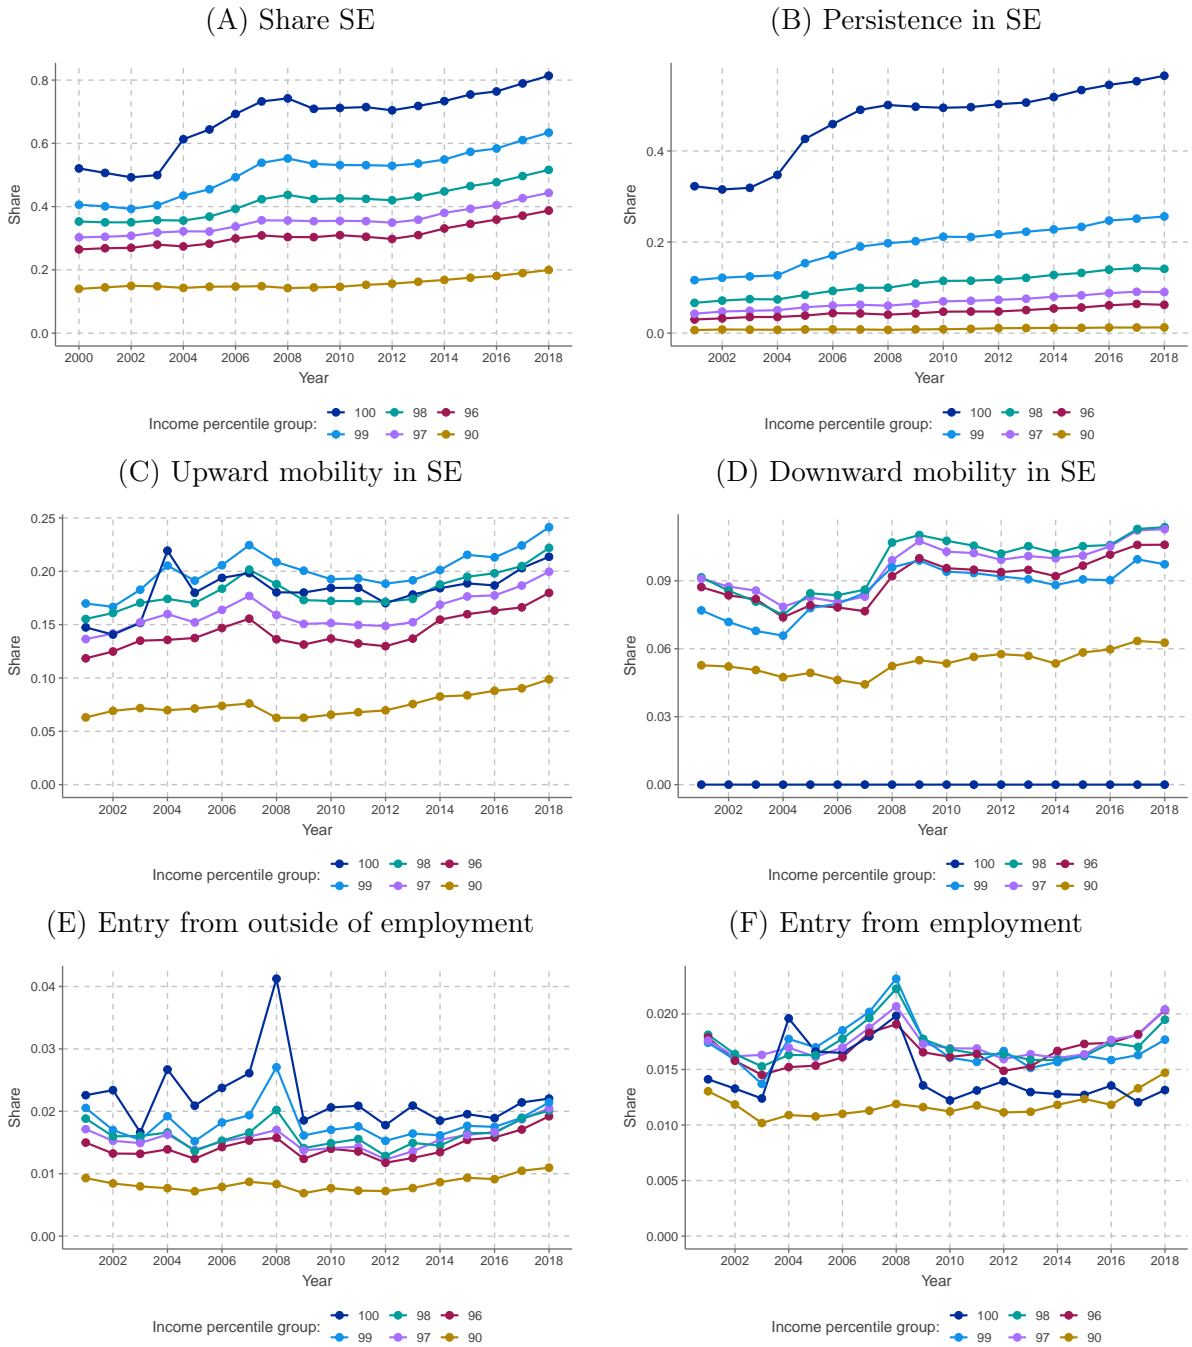 (A) Share SE
(B) Persistence in SE
Share
0.8
0.6
0.4
0.2
0.0
2000 2002 2004 2006 2008 2010 2012 2014 2016 2018
Year
Income percentile group: 100 98 96
99 97 90
Share
0.4
0.2
0.0
2002 2004 2006 2008 2010 2012 2014 2016 2018
Year
Income percentile group: 100 98 96
99 97 90
(C) Upward mobility in SE
(D) Downward mobility in SE
Share
0.25
0.20
0.15
0.10
0.05
0.00
2002 2004 2006 2008 2010 2012 2014 2016 2018
Year
Income percentile group: 100 98 96
99 97 90
Share
0.09
0.06
0.03
0.00
2002 2004 2006 2008 2010 2012 2014 2016 2018
Year
Income percentile group: 100 98 96
99 97 90
(E) Entry from outside of employment
(F) Entry from employment
Share
0.04
0.03
0.02
0.01
0.00
2002 2004 2006 2008 2010 2012 2014 2016 2018
Year
Income percentile group: 100 98 96
99 97 90
Share
0.020
0.015
0.010
0.005
0.000
2002 2004 2006 2008 2010 2012 2014 2016 2018
Year
Income percentile group: 100 98 96
99 97 90